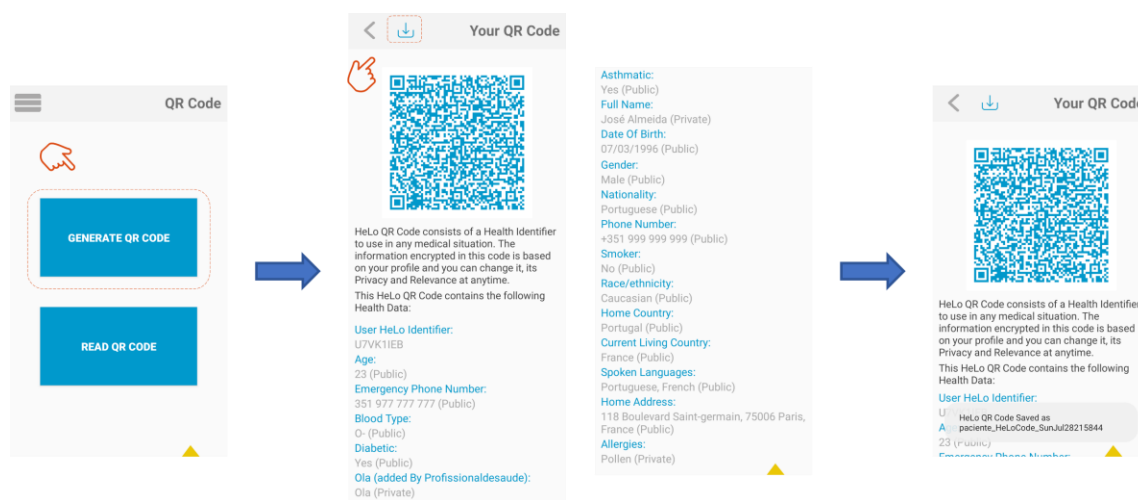 QR Code
GENERATE QR CODE
READ QR CODE
Your QR Code
HeLo QR Code consists of a Health Identifier
to use in any medical situation. The
information encrypted in this code is based
on your profile and you can change it, its
Privacy and Relevance at anytime.
This HeLo QR Code contains the following
Health Data:
User HeLo Identifier:
U7VK1IEB
Age:
23 (Public)
Emergency Phone Number:
351 977 777 777 (Public)
Blood Type:
O- (Public)
Diabetic:
Yes (Public)
Ola (added By Profissionaldesaude):
Ola (Private)
Asthmatic:
Yes (Public)
Full Name:
José Almeida (Private)
Date Of Birth:
07/03/1996 (Public)
Gender:
Male (Public)
Nationality:
Portuguese (Public)
Phone Number:
+351 999 999 999 (Public)
Smoker:
No (Public)
Race/ethnicity:
Caucasian (Public)
Home Country:
Portugal (Public)
Current Living Country:
France (Public)
Spoken Languages:
Portuguese, French (Public)
Home Address:
118 Boulevard Saint-germain, 75006 Paris,
France (Public)
Allergies:
Pollen (Private)
Your QR Code
HeLo QR Code consists of a Health Identifier
to use in any medical situation. The
information encrypted in this code is based
on your profile and you can change it, its
Privacy and Relevance at anytime.
This HeLo QR Code contains the following
Health Data:
User HeLo Identifier:
HeLo QR Code Saved as
paciente_HeLoCode_SunJul28215844
23 (Public)
Emergency Phone Number: